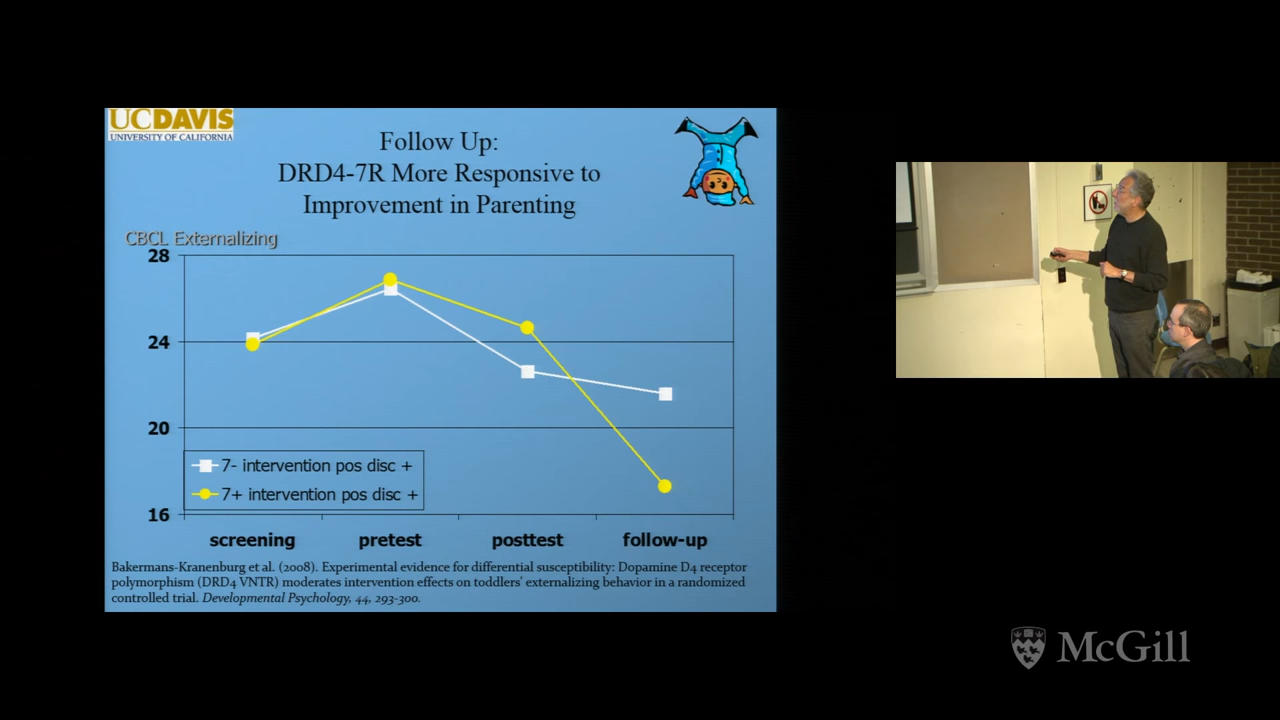 UCDAVIS
UNIVERSITY OF CALIFORNIA
Follow Up:
DRD4-7R More Responsive to
Improvement in Parenting
CBCL Externalizing
28
24
20
16
7- intervention pos disc +
7+ intervention pos disc +
screening
pretest
posttest
follow-up
Bakermans-Kranenburg et al. (2008). Experimental evidence for differential susceptibility: Dopamine D4 receptor
polymorphism (DRD4 VNTR) moderates intervention effects on toddlers' externalizing behavior in a randomized
controlled trial. Developmental Psychology, 44, 293-300.
McGill